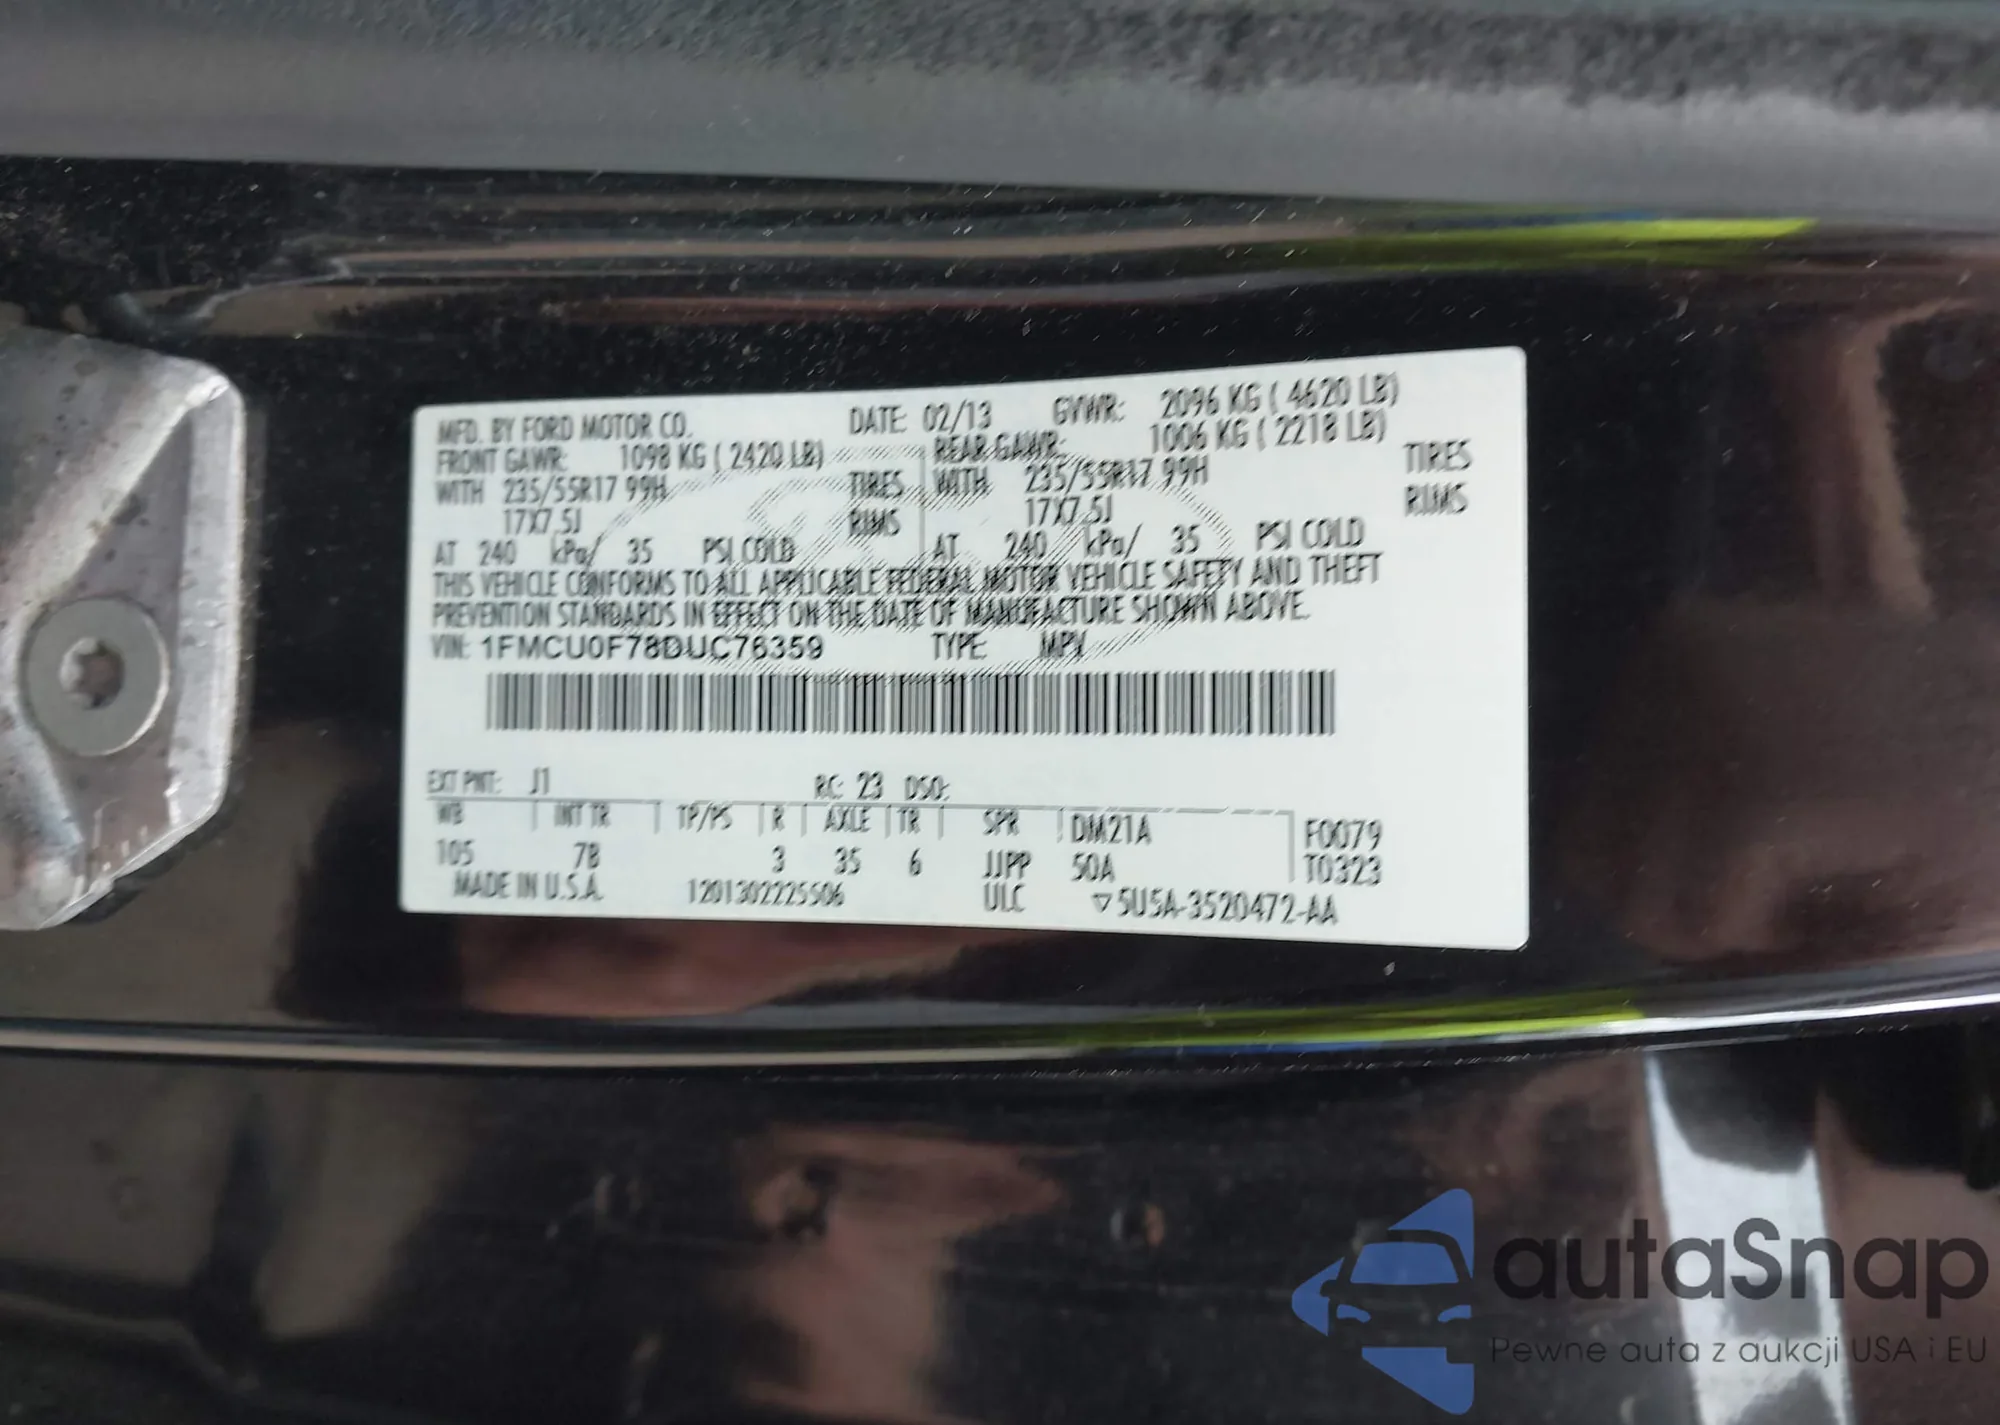 MFD. BY FORD MOTOR CO. DATE: 02/13 GVWR: 2096 KG ( 4620 LB)
FRONT GAWR: 1098 KG ( 2420 LB) REAR GAWR: 1006 KG ( 2218 LB)
WITH 235/55R17 99H TIRES WITH 235/55R17 99H TIRES
17X7.5J RIMS 17X7.5J RIMS
AT 240 kPa/ 35 PSI COLD AT 240 kPa/ 35 PSI COLD
THIS VEHICLE CONFORMS TO ALL APPLICABLE FEDERAL MOTOR VEHICLE SAFETY AND THEFT
PREVENTION STANDARDS IN EFFECT ON THE DATE OF MANUFACTURE SHOWN ABOVE.
VIN: 1FMCU0F78DUC76359 TYPE: MPV
EXT PNT: J1 RC: 23 DSO:
WB INT TR TP/PS R AXLE TR SPR DM21A F0079
105 7B 3 35 6 JJPP 50A T0323
MADE IN U.S.A. 1201302225506 ULC ▽5U5A-3520472-AA
autaSnap
Pewne auta z aukcji USA i EU